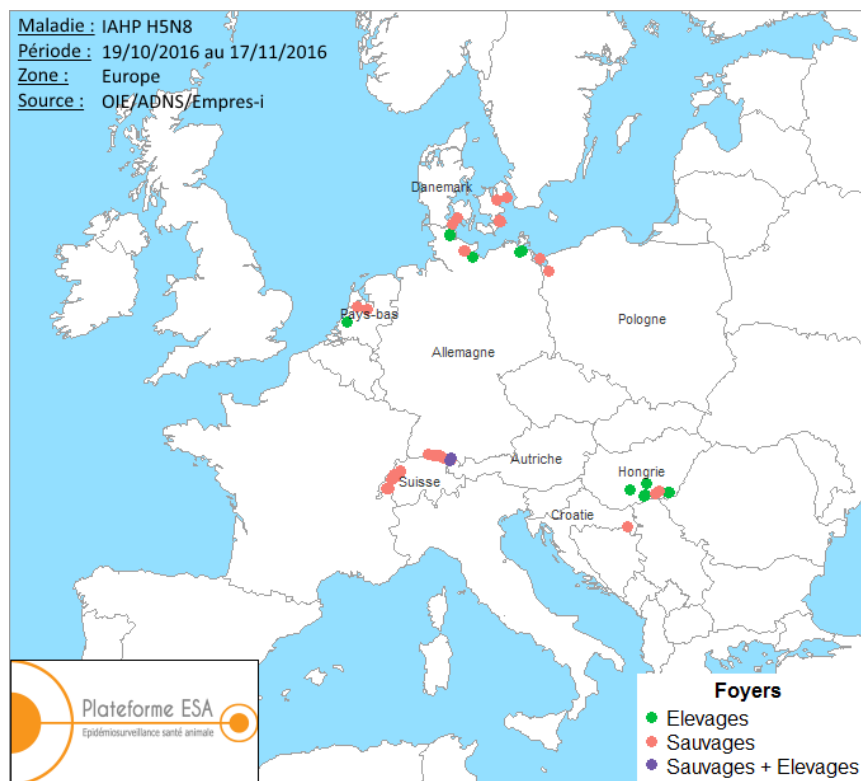 Maladie : IAHP H5N8
Période : 19/10/2016 au 17/11/2016
Zone : Europe
Source : OIE/ADNS/Empres-i
Danemark
Pays-bas
Pologne
Allemagne
Autriche
Hongrie
Suisse
Croatie
Plateforme ESA
Epidémiosurveillance santé animale
Foyers
Elevages
Sauvages
Sauvages + Elevages